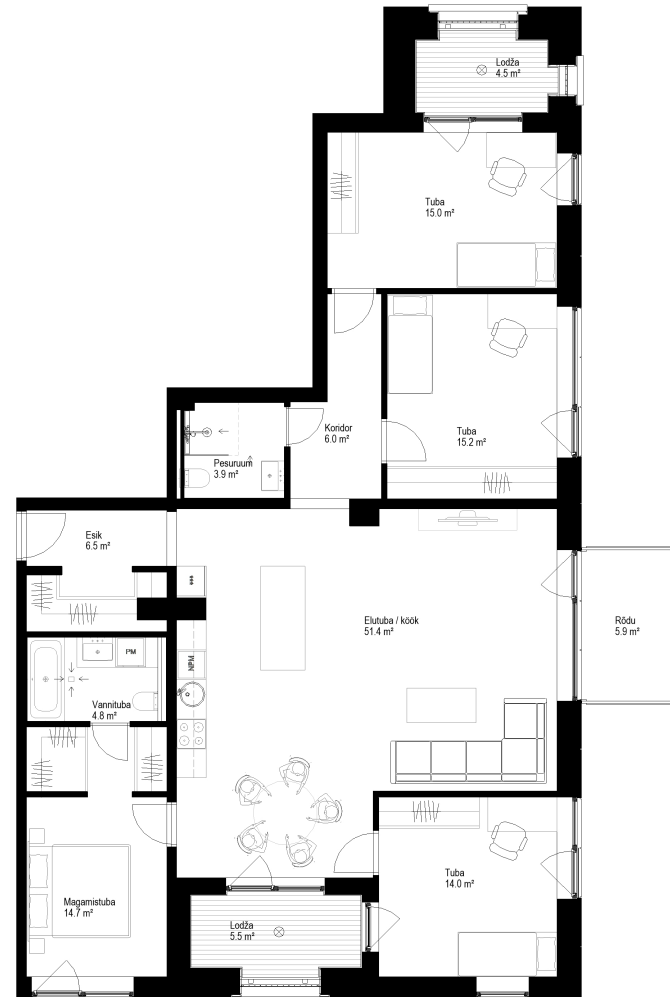 Lodža
4.5 m²
Tuba
15.0 m²
Koridor
6.0 m²
Tuba
15.2 m²
Pesuruum
3.9 m²
Esik
6.5 m²
Elutuba / köök
51.4 m²
Rõdu
5.9 m²
PM
NPM
Vannituba
4.8 m²
Tuba
14.0 m²
Magamistuba
14.7 m²
Lodža
5.5 m²